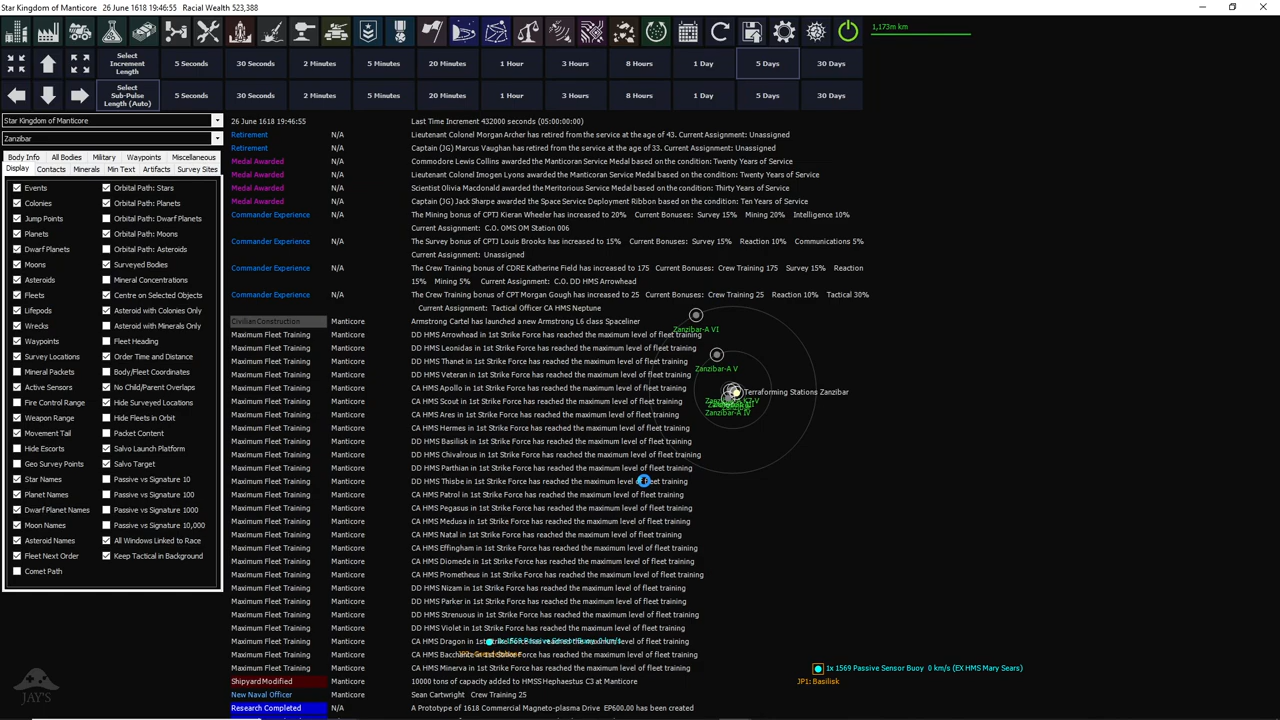 Star Kingdom of Manticore   26 June 1618 19:46:55   Racial Wealth 523,388
1,173m km
Select Increment Length
5 Seconds
30 Seconds
2 Minutes
5 Minutes
20 Minutes
1 Hour
3 Hours
8 Hours
1 Day
5 Days
30 Days
Select Sub-Pulse Length (Auto)
5 Seconds
30 Seconds
2 Minutes
5 Minutes
20 Minutes
1 Hour
3 Hours
8 Hours
1 Day
5 Days
30 Days
Star Kingdom of Manticore
Zanzibar
Body Info All Bodies Military Waypoints Miscellaneous
Display Contacts Minerals Min Text Artifacts Survey Sites
Events Orbital Path: Stars
Colonies Orbital Path: Planets
Jump Points Orbital Path: Dwarf Planets
Planets Orbital Path: Moons
Dwarf Planets Orbital Path: Asteroids
Moons Surveyed Bodies
Asteroids Mineral Concentrations
Fleets Centre on Selected Objects
Lifepods Asteroid with Colonies Only
Wrecks Asteroid with Minerals Only
Waypoints Fleet Heading
Survey Locations Order Time and Distance
Mineral Packets Body/Fleet Coordinates
Active Sensors No Child/Parent Overlaps
Fire Control Range Hide Surveyed Locations
Weapon Range Hide Fleets in Orbit
Movement Tail Packet Content
Hide Escorts Salvo Launch Platform
Geo Survey Points Salvo Target
Star Names Passive vs Signature 10
Planet Names Passive vs Signature 100
Dwarf Planet Names Passive vs Signature 1000
Moon Names Passive vs Signature 10,000
Asteroid Names All Windows Linked to Race
Fleet Next Order Keep Tactical in Background
Comet Path
26 June 1618 19:46:55 Last Time Increment 432000 seconds (05:00:00:00)
Retirement N/A Lieutenant Colonel Morgan Archer has retired from the service at the age of 43. Current Assignment: Unassigned
Retirement N/A Captain (JG) Marcus Vaughan has retired from the service at the age of 33. Current Assignment: Unassigned
Medal Awarded N/A Commodore Lewis Collins awarded the Manticoran Service Medal based on the condition: Twenty Years of Service
Medal Awarded N/A Lieutenant Colonel Imogen Lyons awarded the Manticoran Service Medal based on the condition: Twenty Years of Service
Medal Awarded N/A Scientist Olivia Macdonald awarded the Meritorious Service Medal based on the condition: Thirty Years of Service
Medal Awarded N/A Captain (JG) Jack Sharpe awarded the Space Service Deployment Ribbon based on the condition: Ten Years of Service
Commander Experience N/A The Mining bonus of CPTJ Kieran Wheeler has increased to 20% Current Bonuses: Survey 15% Mining 20% Intelligence 10%
Current Assignment: C.O. OMS OM Station 006
Commander Experience N/A The Survey bonus of CPTJ Louis Brooks has increased to 15% Current Bonuses: Survey 15% Reaction 10% Communications 5%
Current Assignment: Unassigned
Commander Experience N/A The Crew Training bonus of CDRE Katherine Field has increased to 175 Current Bonuses: Crew Training 175 Survey 15% Reaction
15% Mining 5% Current Assignment: C.O. DD HMS Arrowhead
Commander Experience N/A The Crew Training bonus of CPT Morgan Gough has increased to 25 Current Bonuses: Crew Training 25 Reaction 10% Tactical 30%
Current Assignment: Tactical Officer CA HMS Neptune
Civilian Construction Manticore Armstrong Cartel has launched a new Armstrong L6 class Spaceliner
Maximum Fleet Training Manticore DD HMS Arrowhead in 1st Strike Force has reached the maximum level of fleet training
Maximum Fleet Training Manticore DD HMS Leonidas in 1st Strike Force has reached the maximum level of fleet training
Maximum Fleet Training Manticore DD HMS Thanet in 1st Strike Force has reached the maximum level of fleet training
Maximum Fleet Training Manticore DD HMS Veteran in 1st Strike Force has reached the maximum level of fleet training
Maximum Fleet Training Manticore CA HMS Apollo in 1st Strike Force has reached the maximum level of fleet training
Maximum Fleet Training Manticore CA HMS Scout in 1st Strike Force has reached the maximum level of fleet training
Maximum Fleet Training Manticore CA HMS Ares in 1st Strike Force has reached the maximum level of fleet training
Maximum Fleet Training Manticore CA HMS Hermes in 1st Strike Force has reached the maximum level of fleet training
Maximum Fleet Training Manticore DD HMS Basilisk in 1st Strike Force has reached the maximum level of fleet training
Maximum Fleet Training Manticore DD HMS Chivalrous in 1st Strike Force has reached the maximum level of fleet training
Maximum Fleet Training Manticore DD HMS Parthian in 1st Strike Force has reached the maximum level of fleet training
Maximum Fleet Training Manticore DD HMS Thisbe in 1st Strike Force has reached the maximum level of fleet training
Maximum Fleet Training Manticore CA HMS Patrol in 1st Strike Force has reached the maximum level of fleet training
Maximum Fleet Training Manticore CA HMS Pegasus in 1st Strike Force has reached the maximum level of fleet training
Maximum Fleet Training Manticore CA HMS Medusa in 1st Strike Force has reached the maximum level of fleet training
Maximum Fleet Training Manticore CA HMS Natal in 1st Strike Force has reached the maximum level of fleet training
Maximum Fleet Training Manticore CA HMS Effingham in 1st Strike Force has reached the maximum level of fleet training
Maximum Fleet Training Manticore CA HMS Diomede in 1st Strike Force has reached the maximum level of fleet training
Maximum Fleet Training Manticore CA HMS Prometheus in 1st Strike Force has reached the maximum level of fleet training
Maximum Fleet Training Manticore DD HMS Nizam in 1st Strike Force has reached the maximum level of fleet training
Maximum Fleet Training Manticore DD HMS Parker in 1st Strike Force has reached the maximum level of fleet training
Maximum Fleet Training Manticore DD HMS Strenuous in 1st Strike Force has reached the maximum level of fleet training
Maximum Fleet Training Manticore DD HMS Violet in 1st Strike Force has reached the maximum level of fleet training
Maximum Fleet Training Manticore CA HMS Dragon in 1st Strike Force has reached the maximum level of fleet training
Maximum Fleet Training Manticore CA HMS Bacchante in 1st Strike Force has reached the maximum level of fleet training
Maximum Fleet Training Manticore CA HMS Minerva in 1st Strike Force has reached the maximum level of fleet training
Shipyard Modified Manticore 10000 tons of capacity added to HMSS Hephaestus C3 at Manticore
New Naval Officer Manticore Sean Cartwright Crew Training 25
Research Completed Manticore A Prototype of 1618 Commercial Magneto-plasma Drive EP600.00 has been created
Zanzibar-A VI
Zanzibar-A V
Terraforming Stations Zanzibar
Zanzibar-A IV
1x 1569 Passive Sensor Buoy 0 km/s
1x 1569 Passive Sensor Buoy 0 km/s (EX HMS Mary Sears)
JP1: Basilisk
JAY'S